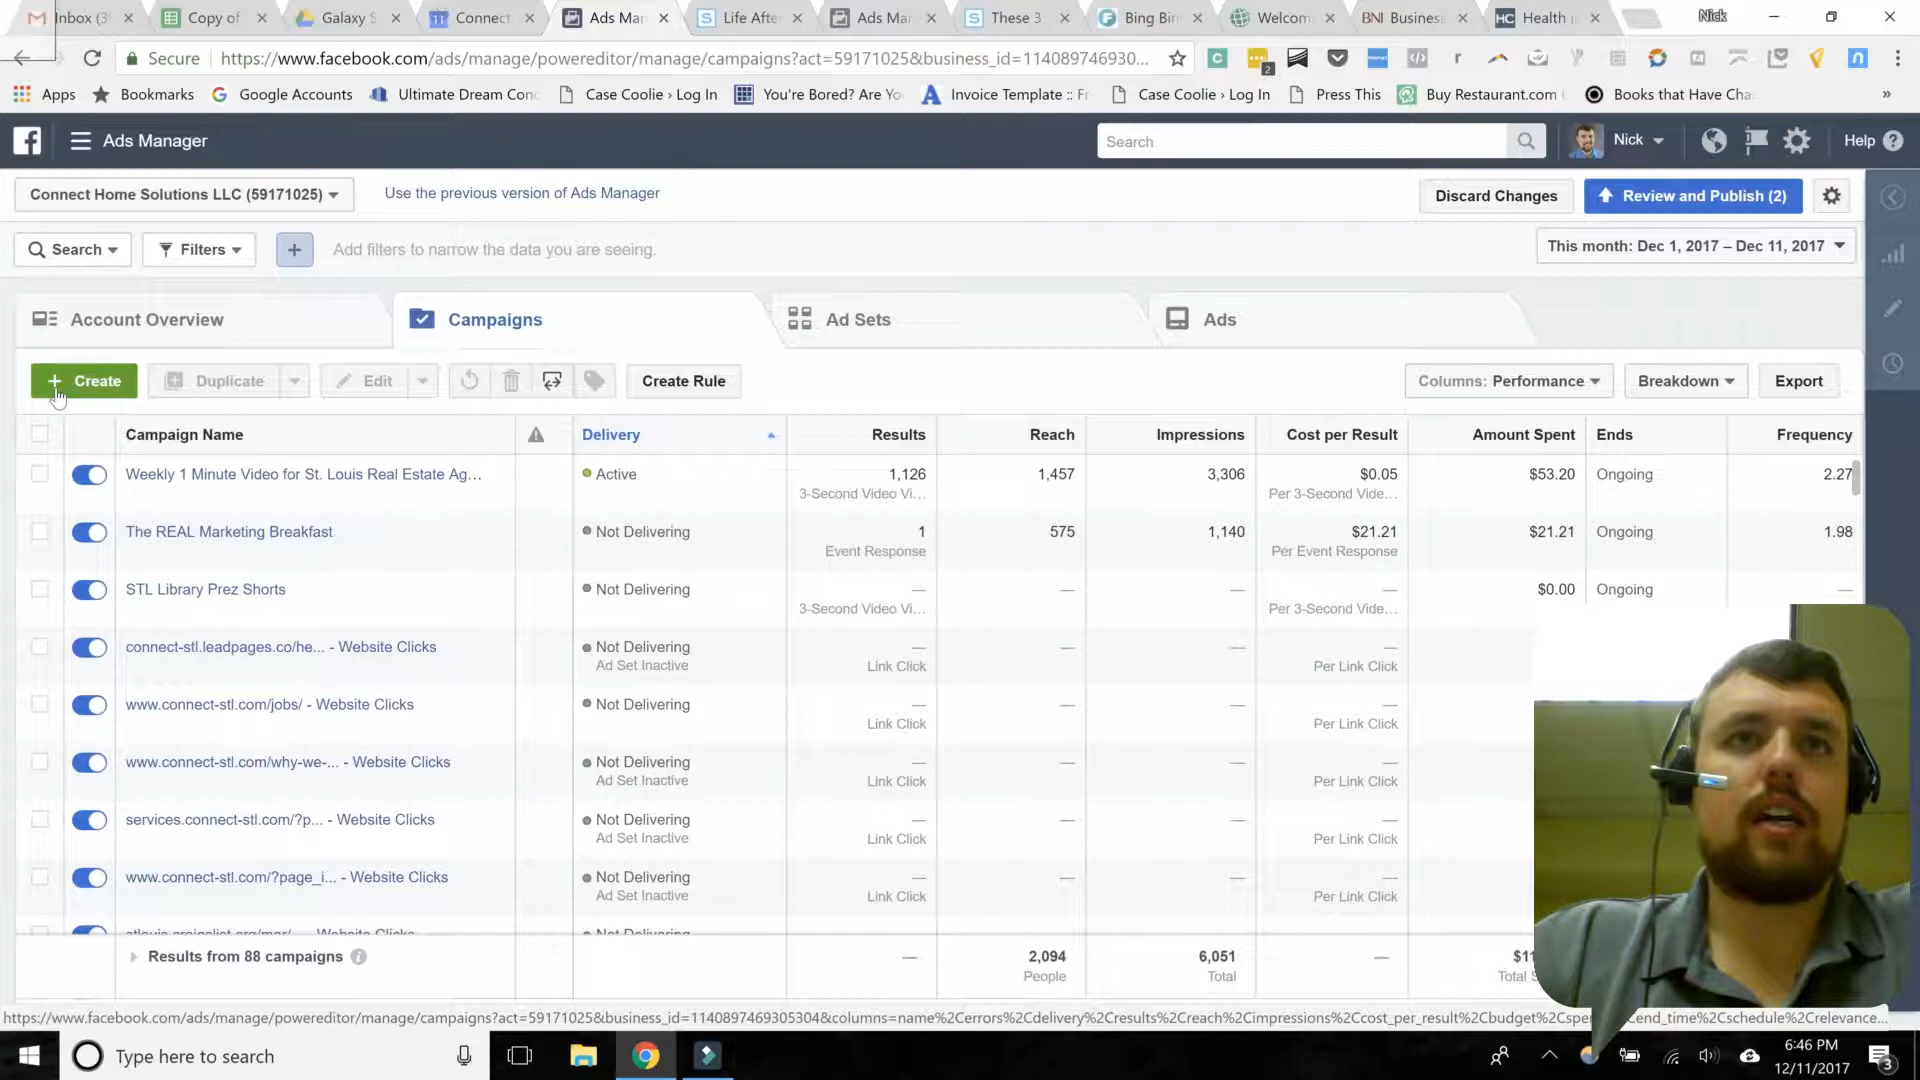 Inbox (3
Copy of
Galaxy S
Connect
Ads Mar
Life Afte
Ads Mar
These 3
Bing Bir
Welcom
BNI Business
Health
Nick
Secure
https://www.facebook.com/ads/manage/powereditor/manage/campaigns?act=59171025&business_id=114089746930...
Apps
Bookmarks
Google Accounts
Ultimate Dream Con
Case Coolie › Log In
You're Bored? Are Yo
Invoice Template :: Fr
Case Coolie › Log In
Press This
Buy Restaurant.com
Books that Have Cha
»
Ads Manager
Search
Nick
Help
Connect Home Solutions LLC (59171025)
Use the previous version of Ads Manager
Discard Changes
Review and Publish (2)
Search
Filters
Add filters to narrow the data you are seeing.
This month: Dec 1, 2017 – Dec 11, 2017
Account Overview
Campaigns
Ad Sets
Ads
+ Create
Duplicate
Edit
Create Rule
Columns: Performance
Breakdown
Export
Campaign Name
Delivery
Results
Reach
Impressions
Cost per Result
Amount Spent
Ends
Frequency
Weekly 1 Minute Video for St. Louis Real Estate Ag...
Active
1,126
1,457
3,306
$0.05
$53.20
Ongoing
2.27
3-Second Video Vi...
Per 3-Second Vide...
The REAL Marketing Breakfast
Not Delivering
1
575
1,140
$21.21
$21.21
Ongoing
1.98
Event Response
Per Event Response
STL Library Prez Shorts
Not Delivering
—
—
—
—
$0.00
Ongoing
—
3-Second Video Vi...
Per 3-Second Vide...
connect-stl.leadpages.co/he... - Website Clicks
Not Delivering
—
—
—
—
Ad Set Inactive
Link Click
Per Link Click
www.connect-stl.com/jobs/ - Website Clicks
Not Delivering
—
—
—
—
Link Click
Per Link Click
www.connect-stl.com/why-we-... - Website Clicks
Not Delivering
—
—
—
—
Ad Set Inactive
Link Click
Per Link Click
services.connect-stl.com/?p... - Website Clicks
Not Delivering
—
—
—
—
Ad Set Inactive
Link Click
Per Link Click
www.connect-stl.com/?page_i... - Website Clicks
Not Delivering
—
—
—
—
Ad Set Inactive
Link Click
Per Link Click
Website Clicks
Not Delivering
Results from 88 campaigns
—
2,094
6,051
—
$11
People
Total
Total S
https://www.facebook.com/ads/manage/powereditor/manage/campaigns?act=59171025&business_id=1140897469305304&columns=name%2Cerrors%2Cdelivery%2Cresults%2Creach%2Cimpressions%2Ccost_per_result%2Cbudget%2Cspe
end_time%2Cschedule%2Crelevance...
Type here to search
6:46 PM
12/11/2017
3